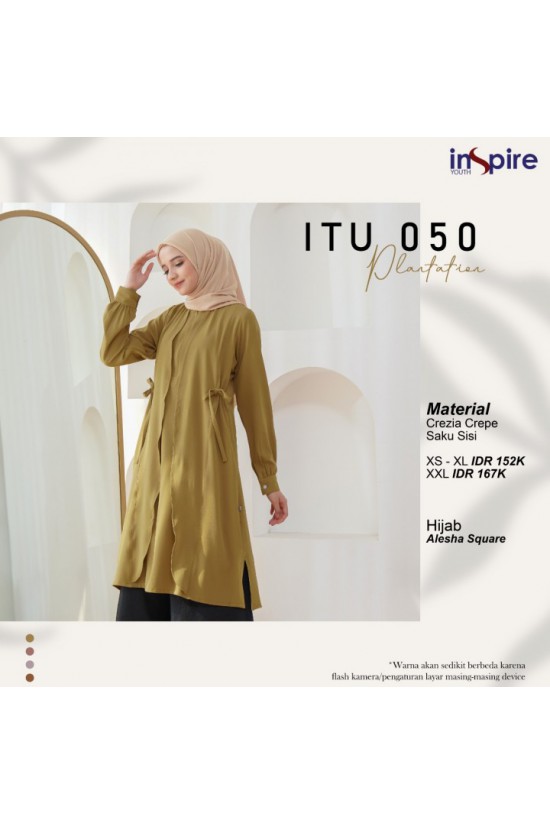 inSpire
YOUTH
ITU 050
Plantation
Material
Crezia Crepe
Saku Sisi
XS - XL IDR 152K
XXL IDR 167K
Hijab
Alesha Square
*Warna akan sedikit berbeda karena
flash kamera/pengaturan layar masing-masing device